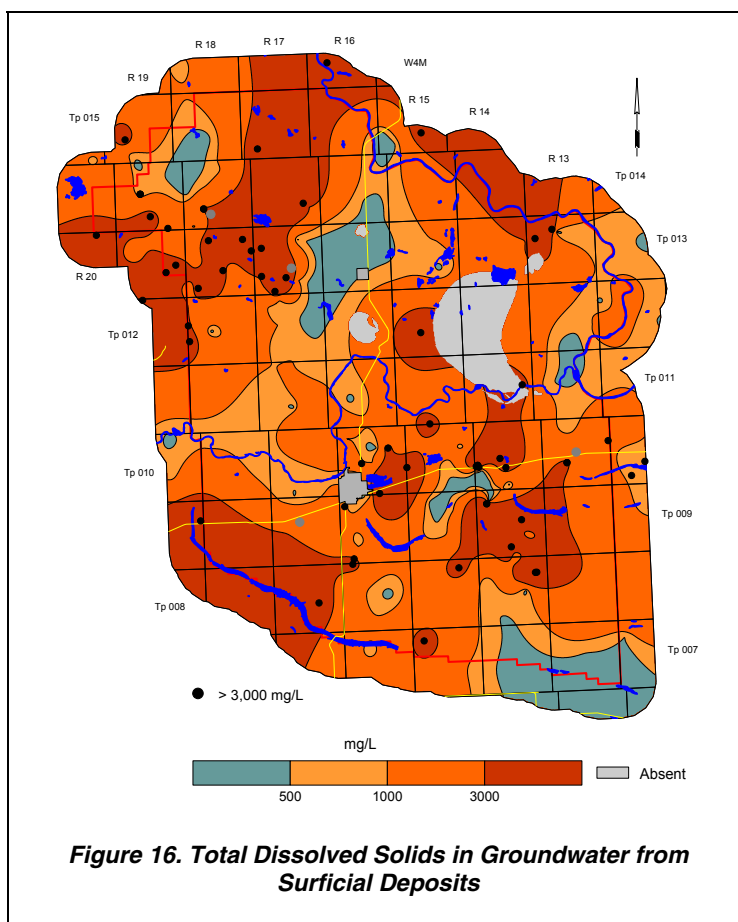 R 16
R 17
R 18
W4M
R 19
R 15
Tp 015
R 14
R 13
Tp 014
Tp 013
R 20
Tp 012
Tp 011
Tp 010
Tp 009
Tp 008
Tp 007
> 3,000 mg/L
mg/L
Absent
500 1000 3000
Figure 16. Total Dissolved Solids in Groundwater from
Surficial Deposits